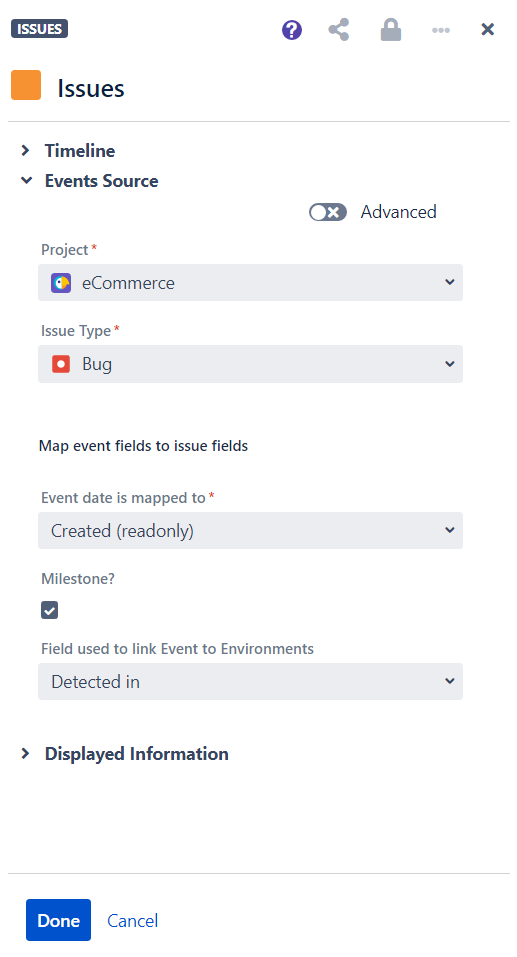 ISSUES
Issues
Timeline
Events Source
Advanced
Project *
eCommerce
Issue Type *
Bug
Map event fields to issue fields
Event date is mapped to *
Created (readonly)
Milestone?
Field used to link Event to Environments
Detected in
Displayed Information
Done Cancel